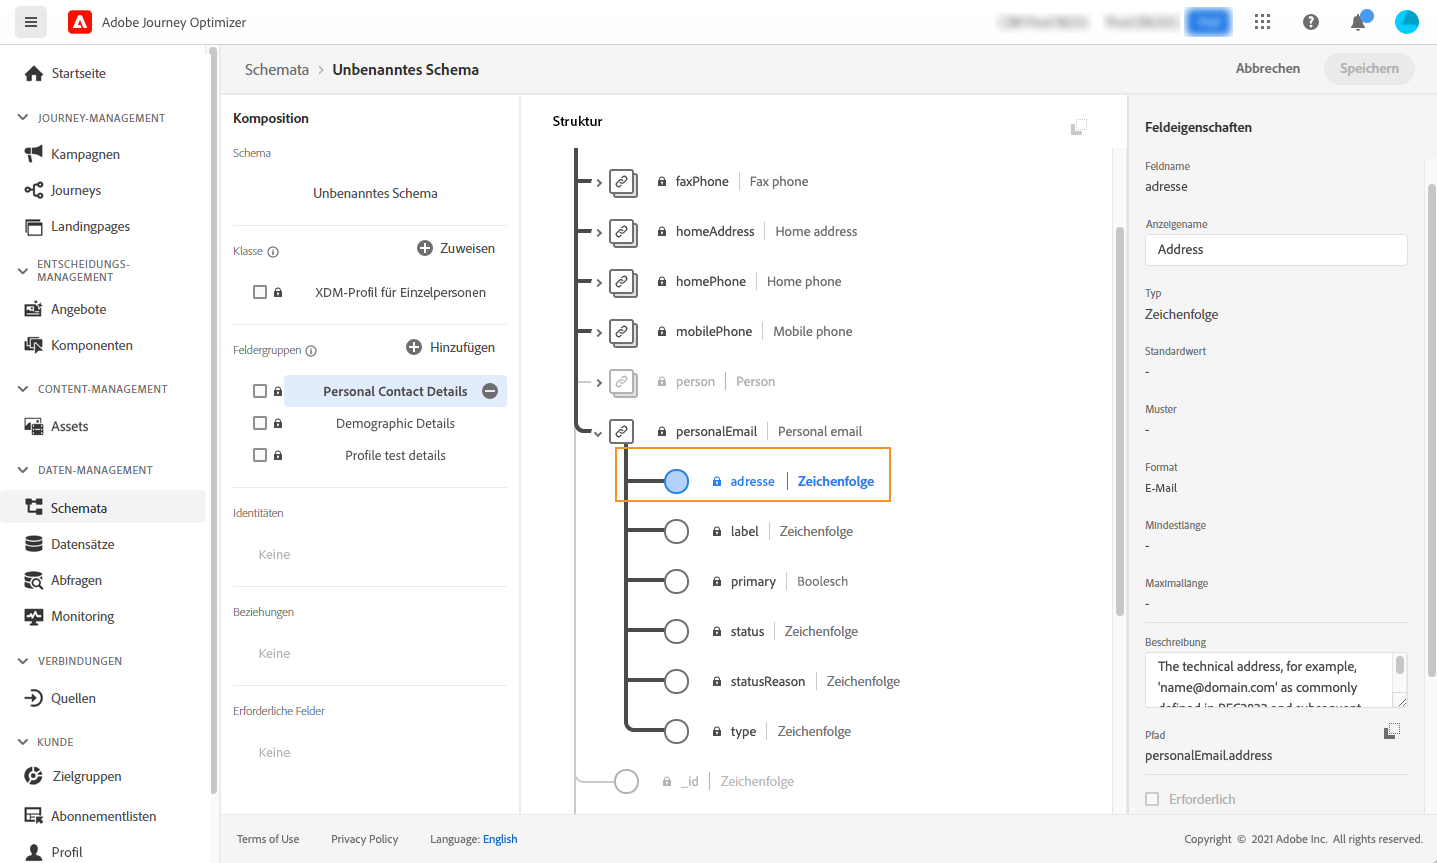 Adobe Journey Optimizer
Startseite
JOURNEY-MANAGEMENT
Kampagnen
Journeys
Landingpages
ENTSCHEIDUNGS-
MANAGEMENT
Angebote
Komponenten
CONTENT-MANAGEMENT
Assets
DATEN-MANAGEMENT
Schemata
Datensätze
Abfragen
Monitoring
VERBINDUNGEN
Quellen
KUNDE
Zielgruppen
Abonnementlisten
Profil
Schemata > Unbenanntes Schema
Abbrechen
Speichern
Komposition
Schema
Unbenanntes Schema
Klasse
Zuweisen
XDM-Profil für Einzelpersonen
Feldergruppen
Hinzufügen
Personal Contact Details
Demographic Details
Profile test details
Identitäten
Keine
Beziehungen
Keine
Erforderliche Felder
Keine
Struktur
faxPhone | Fax phone
homeAddress | Home address
homePhone | Home phone
mobilePhone | Mobile phone
person | Person
personalEmail | Personal email
adresse | Zeichenfolge
label | Zeichenfolge
primary | Boolesch
status | Zeichenfolge
statusReason | Zeichenfolge
type | Zeichenfolge
_id | Zeichenfolge
Feldeigenschaften
Feldname
adresse
Anzeigename
Address
Typ
Zeichenfolge
Standardwert
-
Muster
-
Format
E-Mail
Mindestlänge
-
Maximallänge
-
Beschreibung
The technical address, for example,
'name@domain.com' as commonly
defined in RFC2822 and subsequent
Pfad
personalEmail.address
Erforderlich
Terms of Use
Privacy Policy
Language: English
Copyright © 2021 Adobe Inc. All rights reserved.